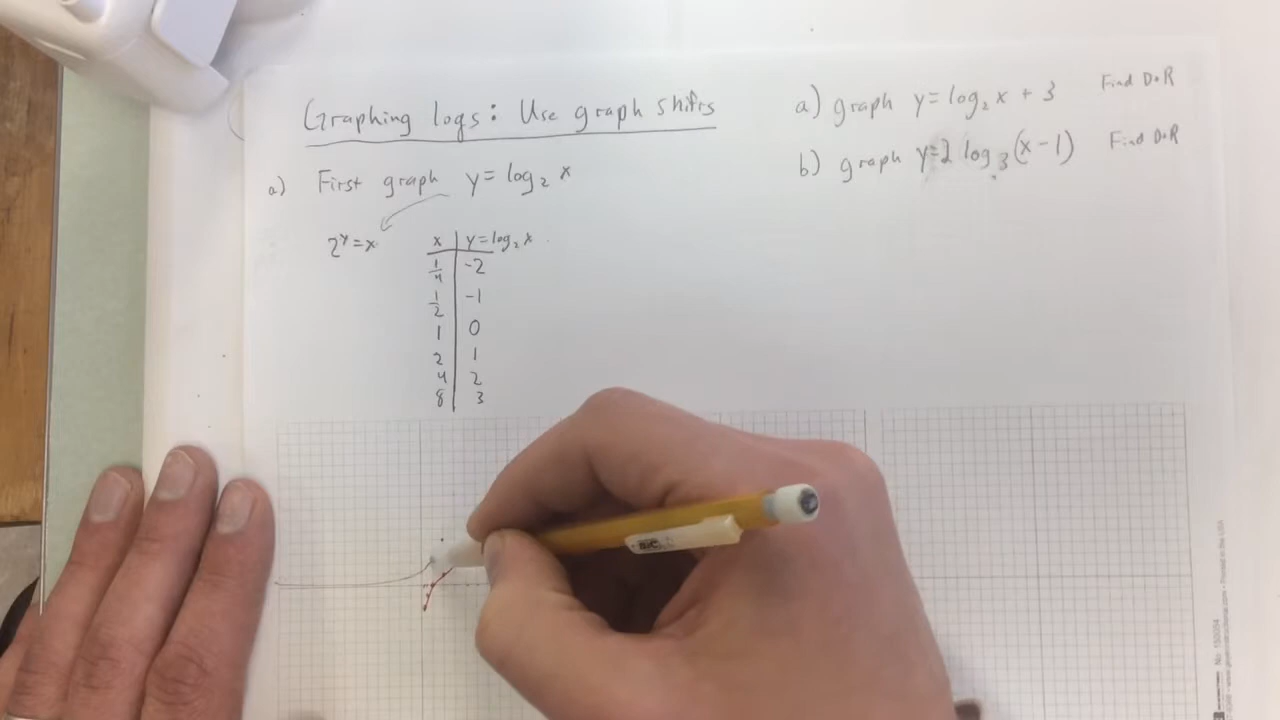 Graphing logs: Use graph shifts
a) First graph y=log₂ x
2ʸ=x
x | y=log₂ x
1/4 | -2
1/2 | -1
1 | 0
2 | 1
4 | 2
8 | 3
a) graph y=log₂ x + 3 Find D+R
b) graph y=2 log₃(x-1) Find D+R
BIC